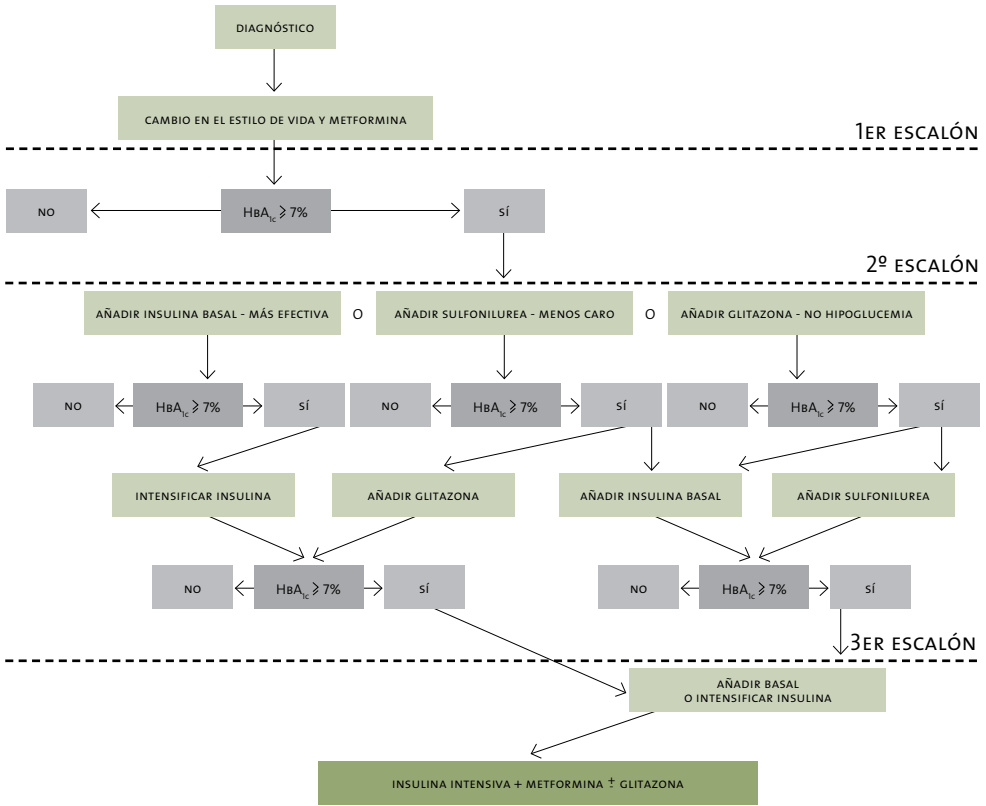 DIAGNÓSTICO
CAMBIO EN EL ESTILO DE VIDA Y METFORMINA
1ER ESCALÓN
NO
HbA1c ⩾ 7%
SÍ
2º ESCALÓN
AÑADIR INSULINA BASAL - MÁS EFECTIVA
O
AÑADIR SULFONILUREA - MENOS CARO
O
AÑADIR GLITAZONA - NO HIPOGLUCEMIA
NO
HbA1c ⩾ 7%
SÍ
NO
HbA1c ⩾ 7%
SÍ
NO
HbA1c ⩾ 7%
SÍ
INTENSIFICAR INSULINA
AÑADIR GLITAZONA
AÑADIR INSULINA BASAL
AÑADIR SULFONILUREA
NO
HbA1c ⩾ 7%
SÍ
NO
HbA1c ⩾ 7%
SÍ
3ER ESCALÓN
AÑADIR BASAL
O INTENSIFICAR INSULINA
INSULINA INTENSIVA + METFORMINA ± GLITAZONA